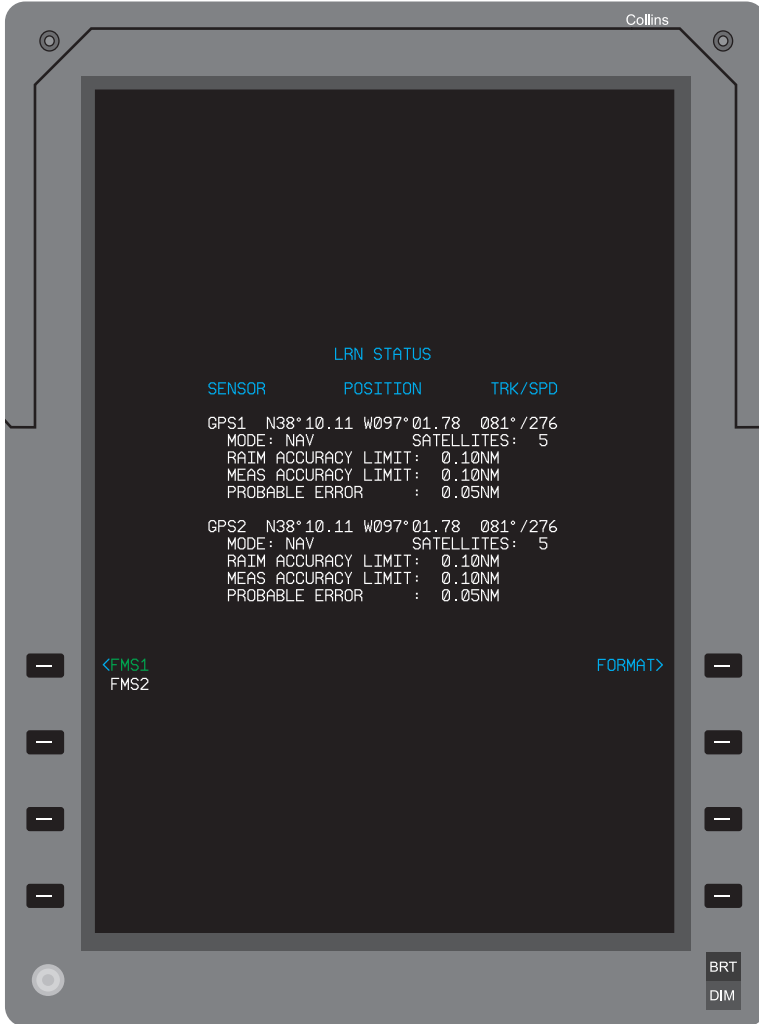 Collins
LRN STATUS
SENSOR POSITION TRK/SPD
GPS1 N38°10.11 W097°01.78 081°/276
MODE: NAV SATELLITES: 5
RAIM ACCURACY LIMIT: 0.10NM
MEAS ACCURACY LIMIT: 0.10NM
PROBABLE ERROR : 0.05NM
GPS2 N38°10.11 W097°01.78 081°/276
MODE: NAV SATELLITES: 5
RAIM ACCURACY LIMIT: 0.10NM
MEAS ACCURACY LIMIT: 0.10NM
PROBABLE ERROR : 0.05NM
<FMS1 FORMAT>
FMS2
BRT
DIM